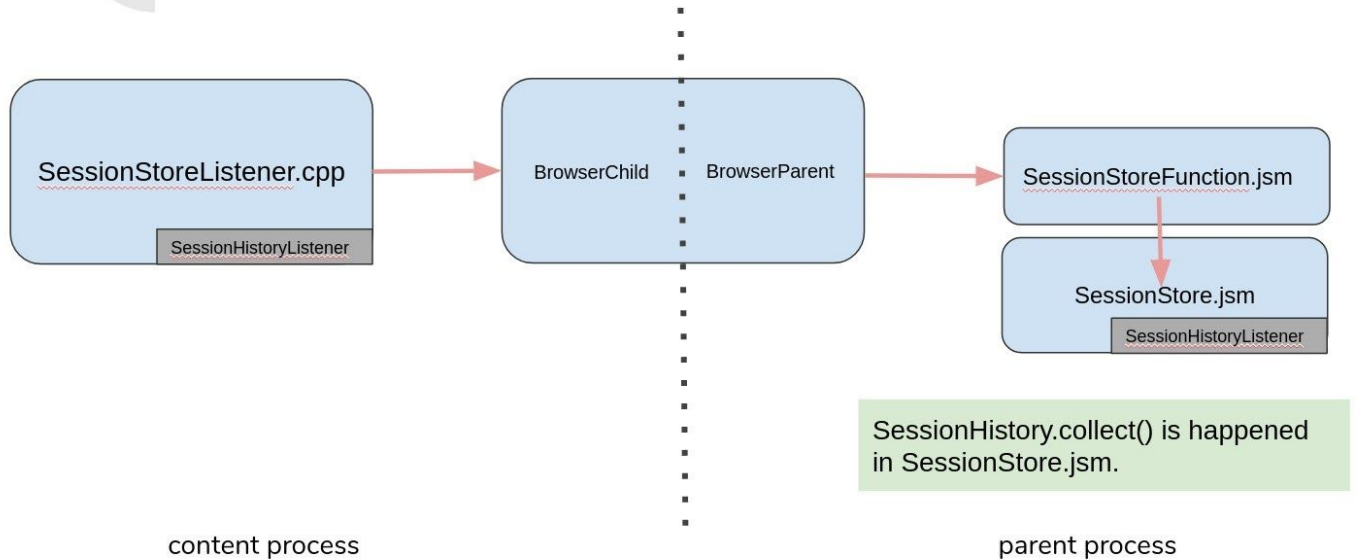 SessionStoreListener.cpp
SessionHistoryListener
BrowserChild
BrowserParent
SessionStoreFunction.jsm
SessionStore.jsm
SessionHistoryListener
SessionHistory.collect() is happened
in SessionStore.jsm.
content process
parent process